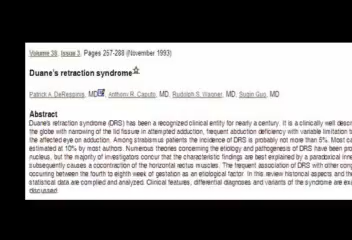 Volume 38, Issue 3, Pages 257-288 (November 1993)
Duane's retraction syndrome
Patrick A. DeRespinis, MD, Anthony R. Caputo, MD, Rudolph S. Wagner, MD, Suqin Guo, MD
Abstract
Duane's retraction syndrome (DRS) has been a recognized clinical entity for nearly a century. It is a clinically well
the globe with narrowing of the lid fissure in attempted adduction, frequent abduction deficiency with variable limitation
the affected eye on adduction. Among strabismus patients the incidence of DRS is probably not more than 5%. Most
estimated at 10% by most authors. Numerous theories concerning the etiology and pathogenesis of DRS have been
nucleus, but the majority of investigators concur that the characteristic findings are best explained by a paradoxical
subsequently causes a cocontraction of the horizontal rectus muscles. The frequent association of DRS with other
occurring between the fourth to eighth week of gestation as an etiological factor. In this review historical aspects and
statistical data are compiled and analyzed. Clinical features, differential diagnoses and variants of the syndrome are
discussed.